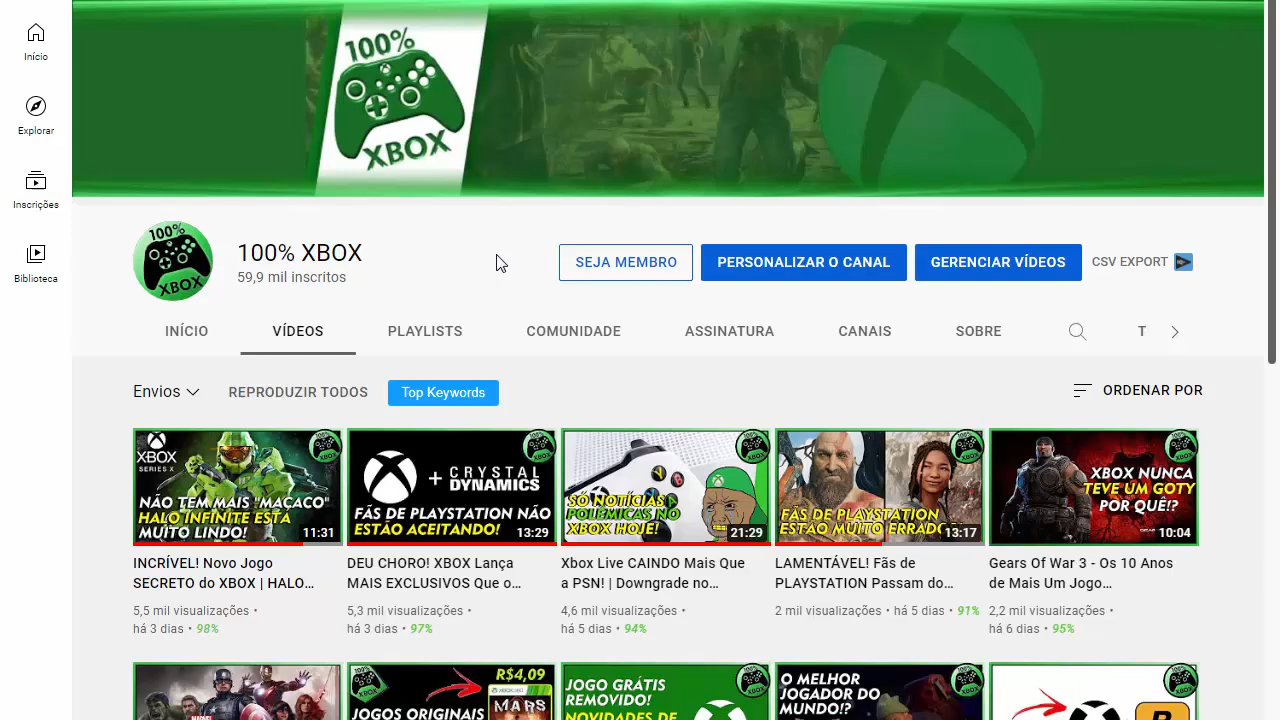 100%
XBOX
Início
Explorar
Inscrições
Biblioteca
100%
XBOX
100% XBOX
59,9 mil inscritos
SEJA MEMBRO
PERSONALIZAR O CANAL
GERENCIAR VÍDEOS
CSV EXPORT
INÍCIO
VÍDEOS
PLAYLISTS
COMUNIDADE
ASSINATURA
CANAIS
SOBRE
T
Envios
REPRODUZIR TODOS
Top Keywords
ORDENAR POR
XBOX
SERIES X
NÃO TEM MAIS "MACACO"
HALO INFINITE ESTÁ
MUITO LINDO!
11:31
+ CRYSTAL
DYNAMICS
FÃS DE PLAYSTATION NÃO
ESTÃO ACEITANDO!
13:29
SÓ NOTÍCIAS
POLÊMICAS NO
XBOX HOJE!
21:29
FÃS DE PLAYSTATION
ESTÃO MUITO ERRADO
13:17
XBOX NUNCA
TEVE UM GOTY
POR QUÊ!?
10:04
INCRÍVEL! Novo Jogo
SECRETO do XBOX | HALO…
5,5 mil visualizações •
há 3 dias • 98%
DEU CHORO! XBOX Lança
MAIS EXCLUSIVOS Que o…
5,3 mil visualizações •
há 3 dias • 97%
Xbox Live CAINDO Mais Que
a PSN! | Downgrade no…
4,6 mil visualizações •
há 5 dias • 94%
LAMENTÁVEL! Fãs de
PLAYSTATION Passam do…
2 mil visualizações • há 5 dias • 91%
Gears Of War 3 - Os 10 Anos
de Mais Um Jogo…
2,2 mil visualizações •
há 6 dias • 95%
R$4,09
JOGOS ORIGINAIS
MARS
JOGO GRÁTIS
REMOVIDO!
NOVIDADES DE
O MELHOR
JOGADOR DO
MUNDO!?